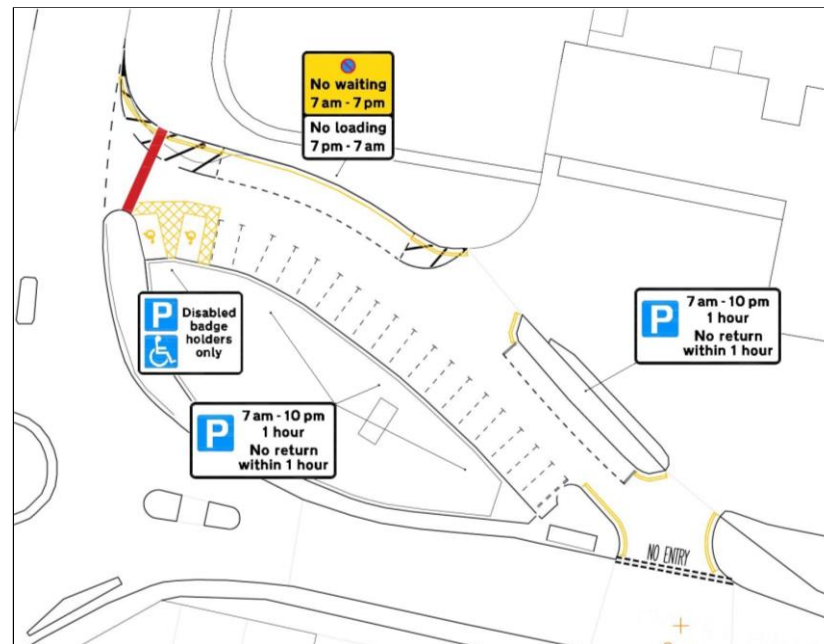 No waiting
7 am - 7 pm
No loading
7 pm - 7 am
P
Disabled
badge
holders
only
P
7 am - 10 pm
1 hour
No return
within 1 hour
P
7 am - 10 pm
1 hour
No return
within 1 hour
NO ENTRY